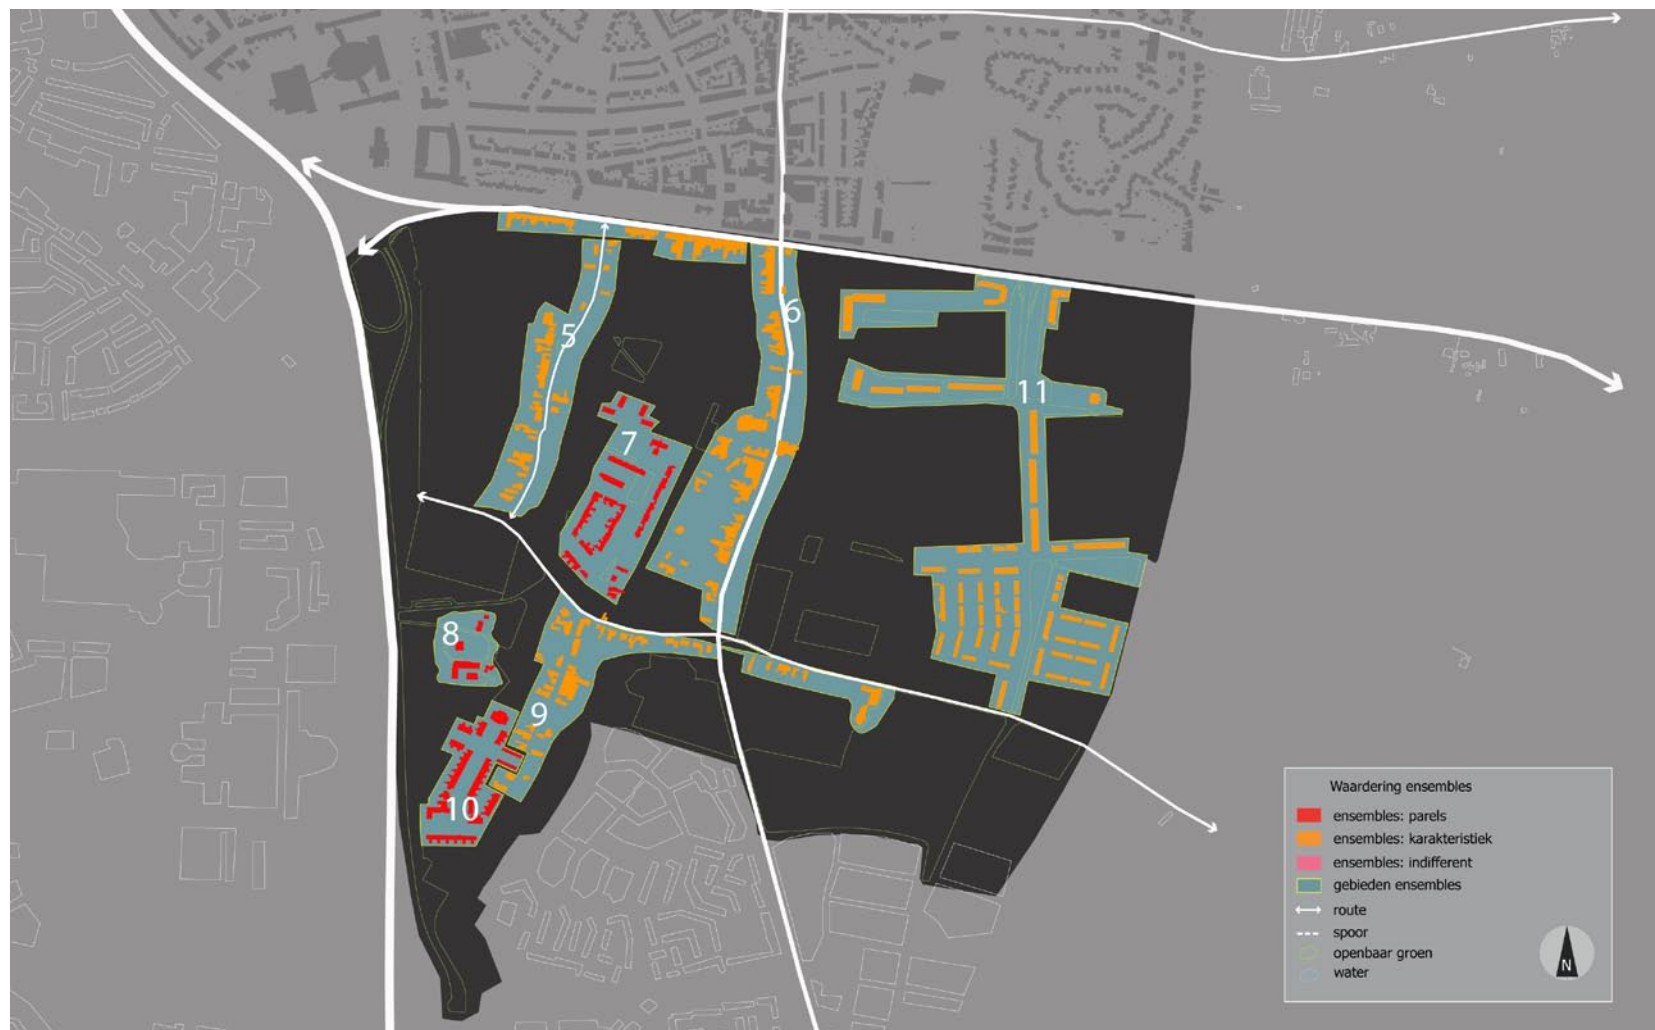 6
5
11
7
8
9
10
Waardering ensembles
ensembles: parels
ensembles: karakteristiek
ensembles: indifferent
gebieden ensembles
route
spoor
openbaar groen
water
N